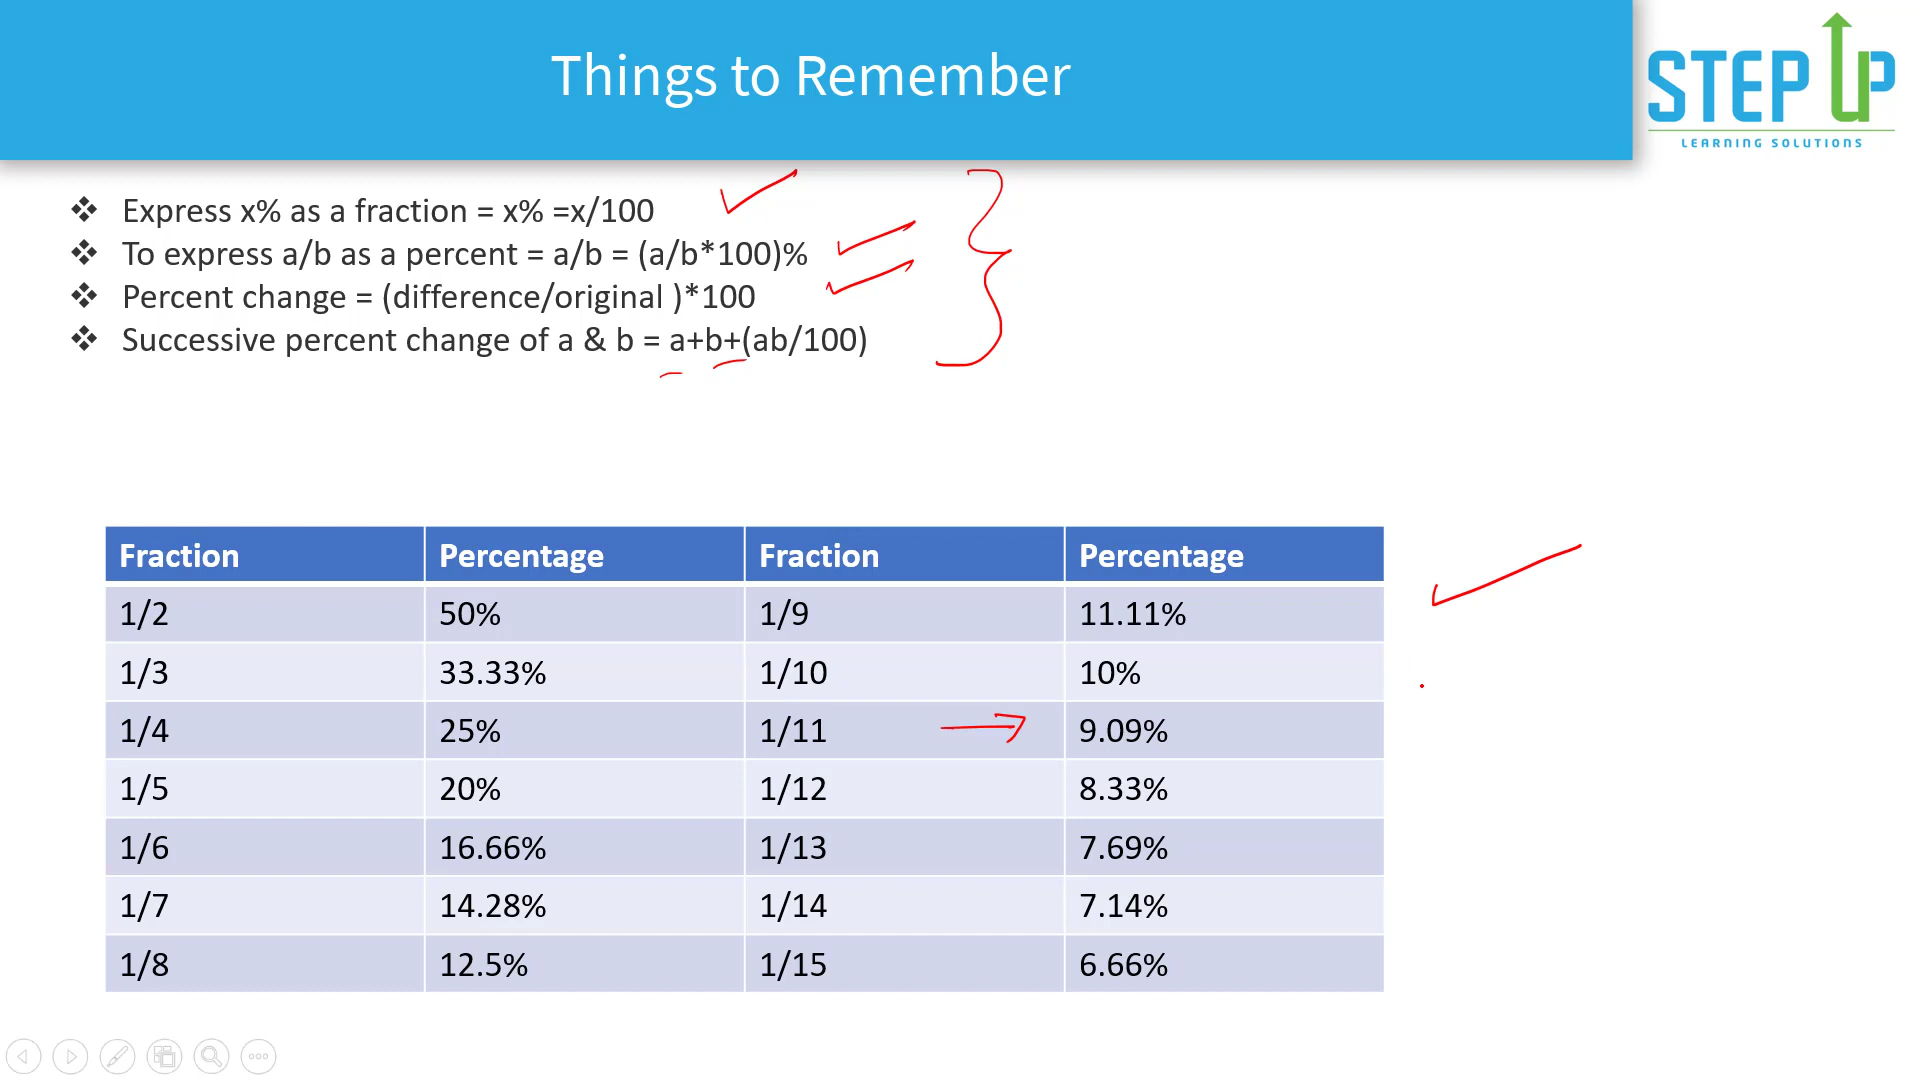 Things to Remember
STEP UP
LEARNING SOLUTIONS
❖ Express x% as a fraction = x% =x/100
❖ To express a/b as a percent = a/b = (a/b*100)%
❖ Percent change = (difference/original )*100
❖ Successive percent change of a & b = a+b+(ab/100)
Fraction Percentage Fraction Percentage
1/2 50% 1/9 11.11%
1/3 33.33% 1/10 10%
1/4 25% 1/11 9.09%
1/5 20% 1/12 8.33%
1/6 16.66% 1/13 7.69%
1/7 14.28% 1/14 7.14%
1/8 12.5% 1/15 6.66%